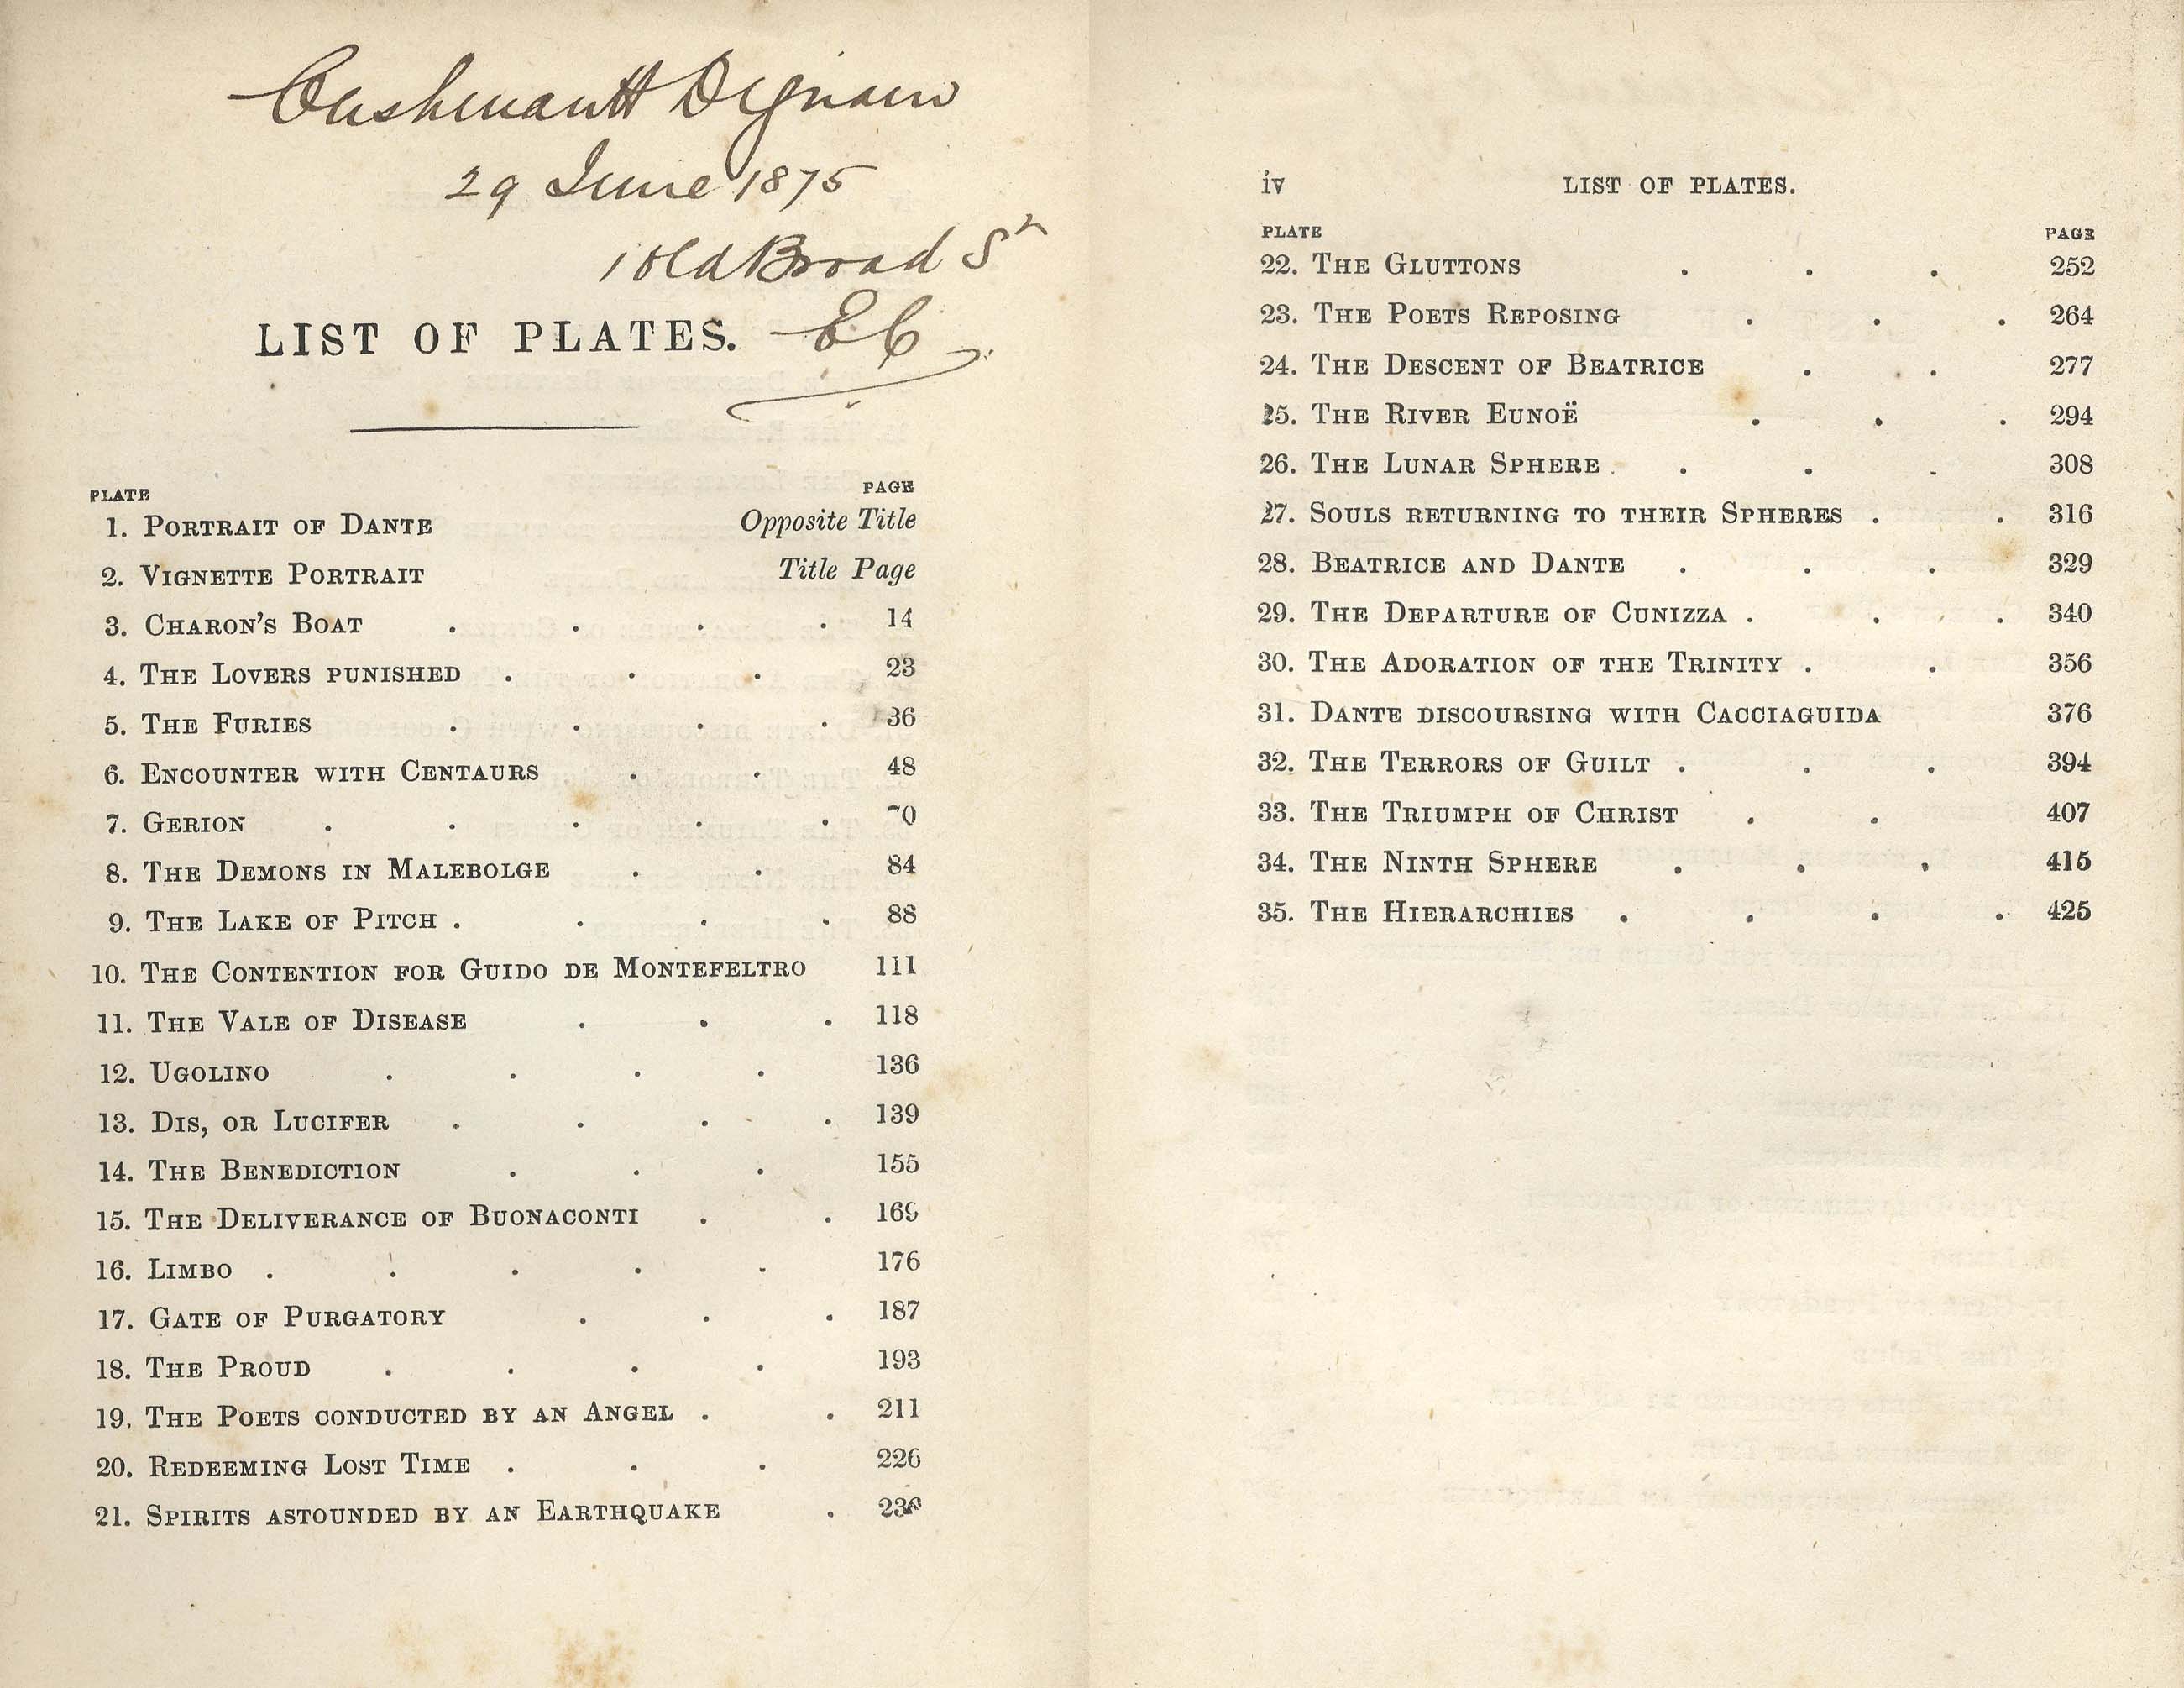 29 June 1875
1 Old Broad St
LIST OF PLATES. EC
PLATE PAGE
1. PORTRAIT OF DANTE Opposite Title
2. VIGNETTE PORTRAIT Title Page
3. CHARON'S BOAT . . . . 14
4. THE LOVERS PUNISHED . . . 23
5. THE FURIES . . . . 36
6. ENCOUNTER WITH CENTAURS . . 48
7. GERION . . . . . 70
8. THE DEMONS IN MALEBOLGE . . 84
9. THE LAKE OF PITCH . . . . 88
10. THE CONTENTION FOR GUIDO DE MONTEFELTRO 111
11. THE VALE OF DISEASE . . . 118
12. UGOLINO . . . . 136
13. DIS, OR LUCIFER . . . . 139
14. THE BENEDICTION . . . 155
15. THE DELIVERANCE OF BUONACONTI . . 169
16. LIMBO . . . . . 176
17. GATE OF PURGATORY . . . 187
18. THE PROUD . . . . 193
19. THE POETS CONDUCTED BY AN ANGEL . . 211
20. REDEEMING LOST TIME . . . 226
21. SPIRITS ASTOUNDED BY AN EARTHQUAKE .
iv LIST OF PLATES.
PLATE PAGE
22. THE GLUTTONS . . . 252
23. THE POETS REPOSING . . . 264
24. THE DESCENT OF BEATRICE . . 277
25. THE RIVER EUNOË . . . 294
26. THE LUNAR SPHERE . . . . 308
27. SOULS RETURNING TO THEIR SPHERES . . 316
28. BEATRICE AND DANTE . . . 329
29. THE DEPARTURE OF CUNIZZA . . . 340
30. THE ADORATION OF THE TRINITY . . 356
31. DANTE DISCOURSING WITH CACCIAGUIDA 376
32. THE TERRORS OF GUILT . . . 394
33. THE TRIUMPH OF CHRIST . . 407
34. THE NINTH SPHERE . . . 415
35. THE HIERARCHIES . . . . 425